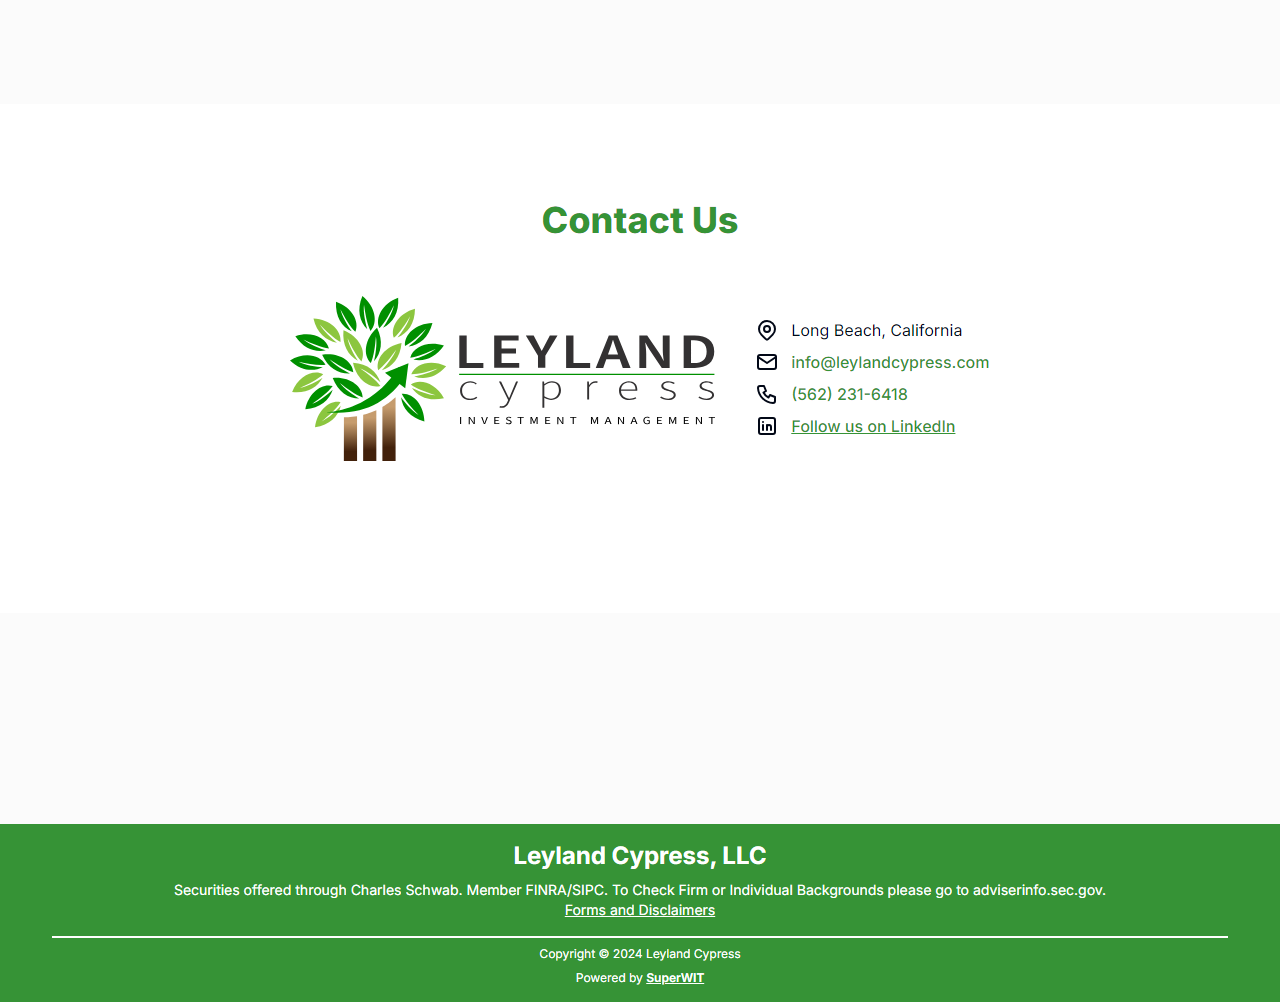 Contact Us
LEYLAND
cypress
INVESTMENT MANAGEMENT
Long Beach, California
info@leylandcypress.com
(562) 231-6418
Follow us on LinkedIn
Leyland Cypress, LLC
Securities offered through Charles Schwab. Member FINRA/SIPC. To Check Firm or Individual Backgrounds please go to adviserinfo.sec.gov.
Forms and Disclaimers
Copyright © 2024 Leyland Cypress
Powered by SuperWIT